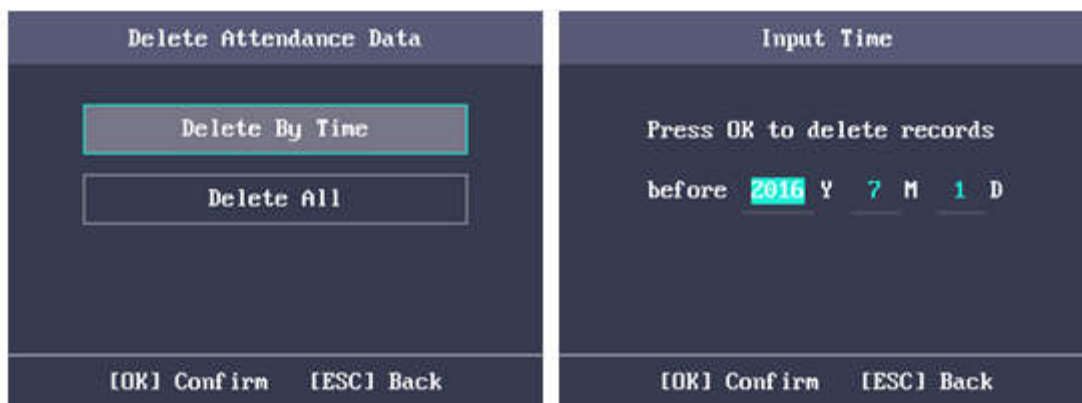 Delete Attendance Data
Delete By Time
Delete All
[OK] Confirm [ESC] Back
Input Time
Press OK to delete records
before 2016 Y 7 M 1 D
[OK] Confirm [ESC] Back